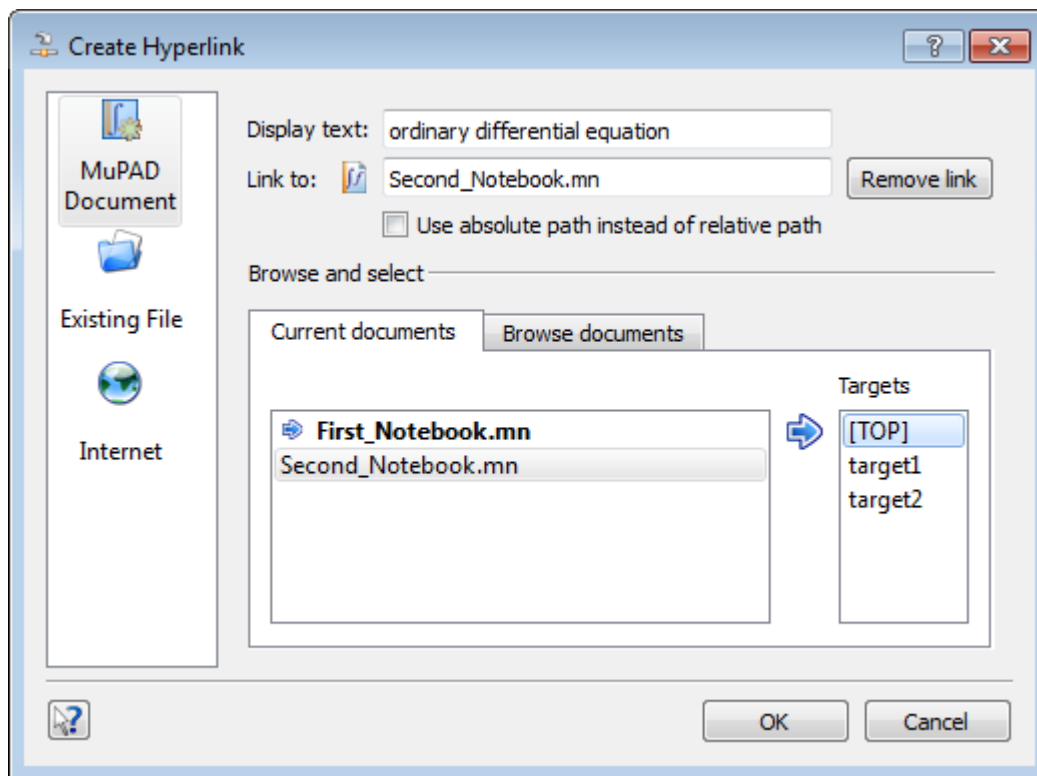 Create Hyperlink
MuPAD
Document
Existing File
Internet
Display text: ordinary differential equation
Link to: Second_Notebook.mn Remove link
Use absolute path instead of relative path
Browse and select
Current documents Browse documents
Targets
First_Notebook.mn [TOP]
Second_Notebook.mn target1
target2
OK Cancel